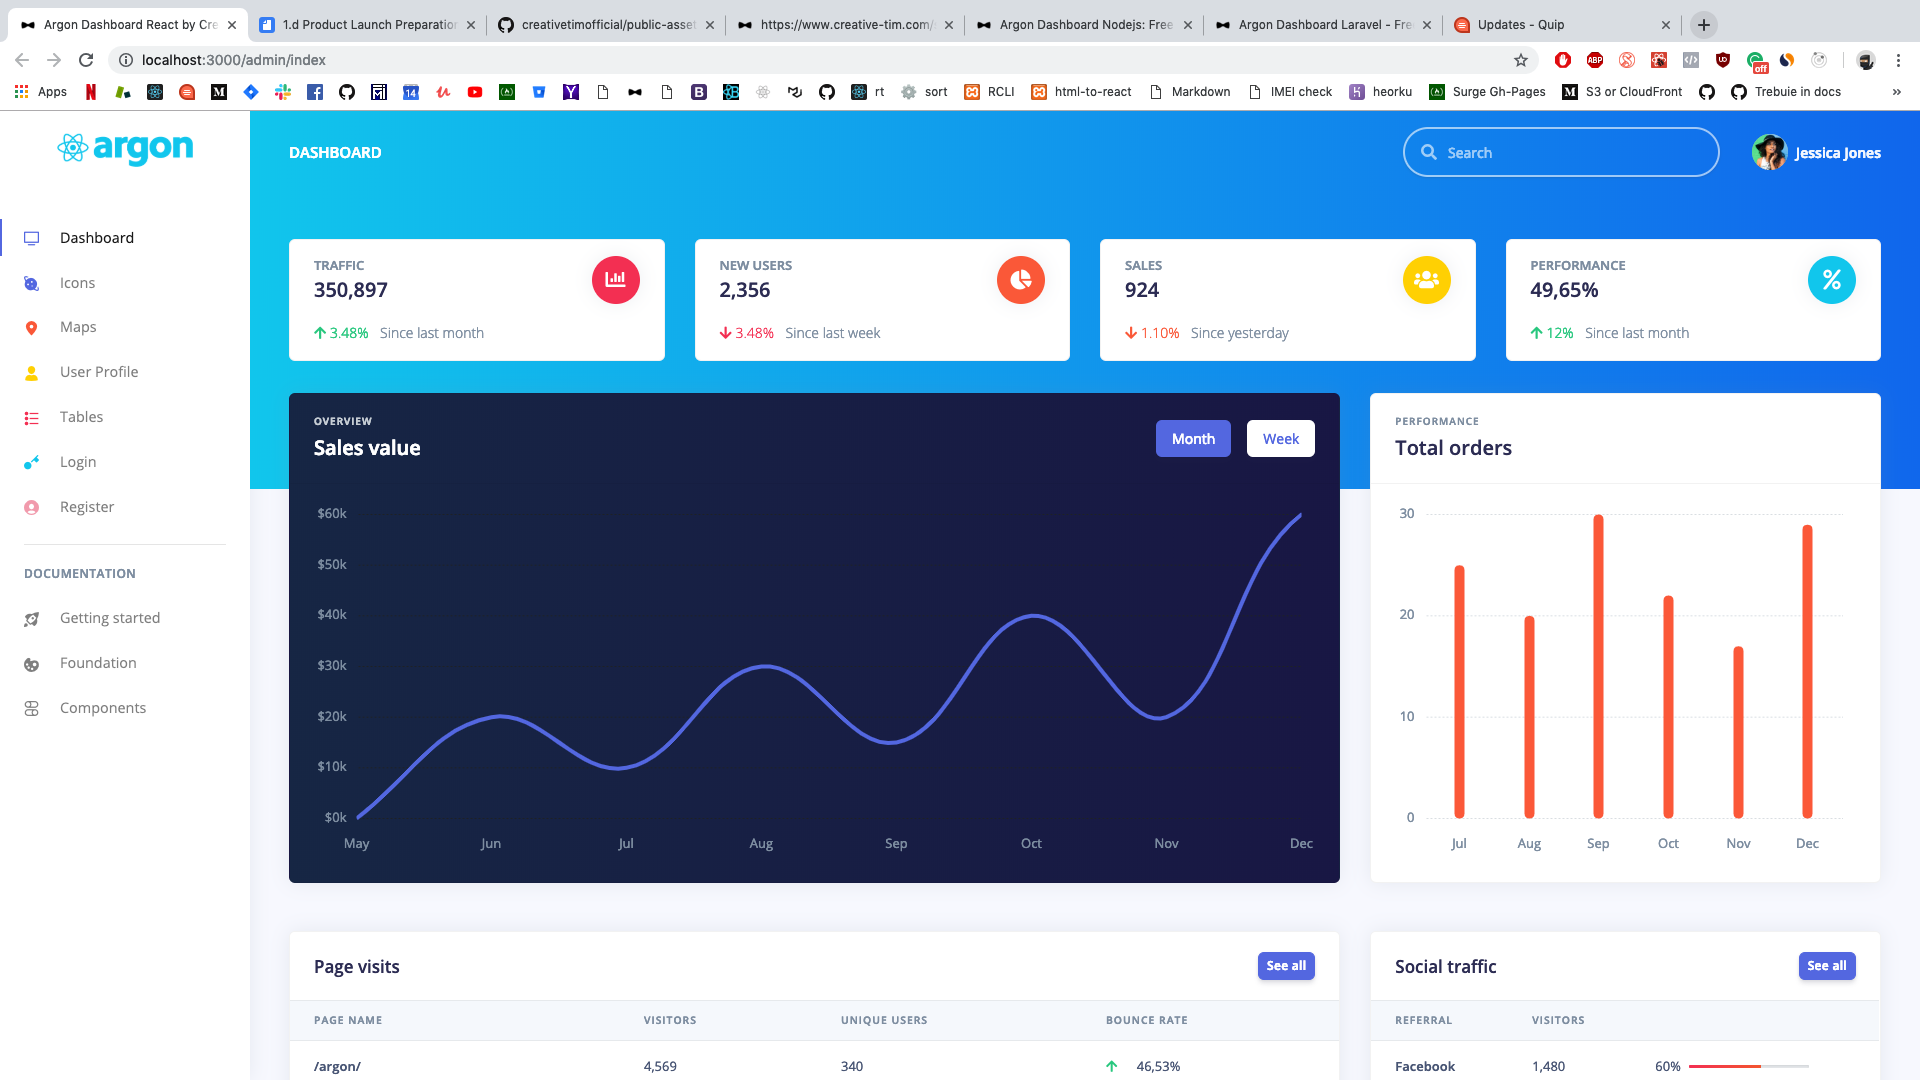 Argon Dashboard React by Cre
1.d Product Launch Preparation
creativetimofficial/public-asset
https://www.creative-tim.com/
Argon Dashboard Nodejs: Free
Argon Dashboard Laravel - Fre
Updates - Quip
localhost:3000/admin/index
ABP
off
Apps
14
rt
sort
RCLI
html-to-react
Markdown
IMEI check
heorku
Surge Gh-Pages
S3 or CloudFront
Trebuie in docs
»
argon
DASHBOARD
Search
Jessica Jones
Dashboard
Icons
Maps
User Profile
Tables
Login
Register
DOCUMENTATION
Getting started
Foundation
Components
TRAFFIC
350,897
3.48% Since last month
NEW USERS
2,356
3.48% Since last week
SALES
924
1.10% Since yesterday
PERFORMANCE
49,65%
12% Since last month
OVERVIEW
Sales value
Month
Week
$60k
$50k
$40k
$30k
$20k
$10k
$0k
May Jun Jul Aug Sep Oct Nov Dec
PERFORMANCE
Total orders
30
20
10
0
Jul Aug Sep Oct Nov Dec
Page visits
See all
PAGE NAME VISITORS UNIQUE USERS BOUNCE RATE
/argon/ 4,569 340 46,53%
Social traffic
See all
REFERRAL VISITORS
Facebook 1,480 60%